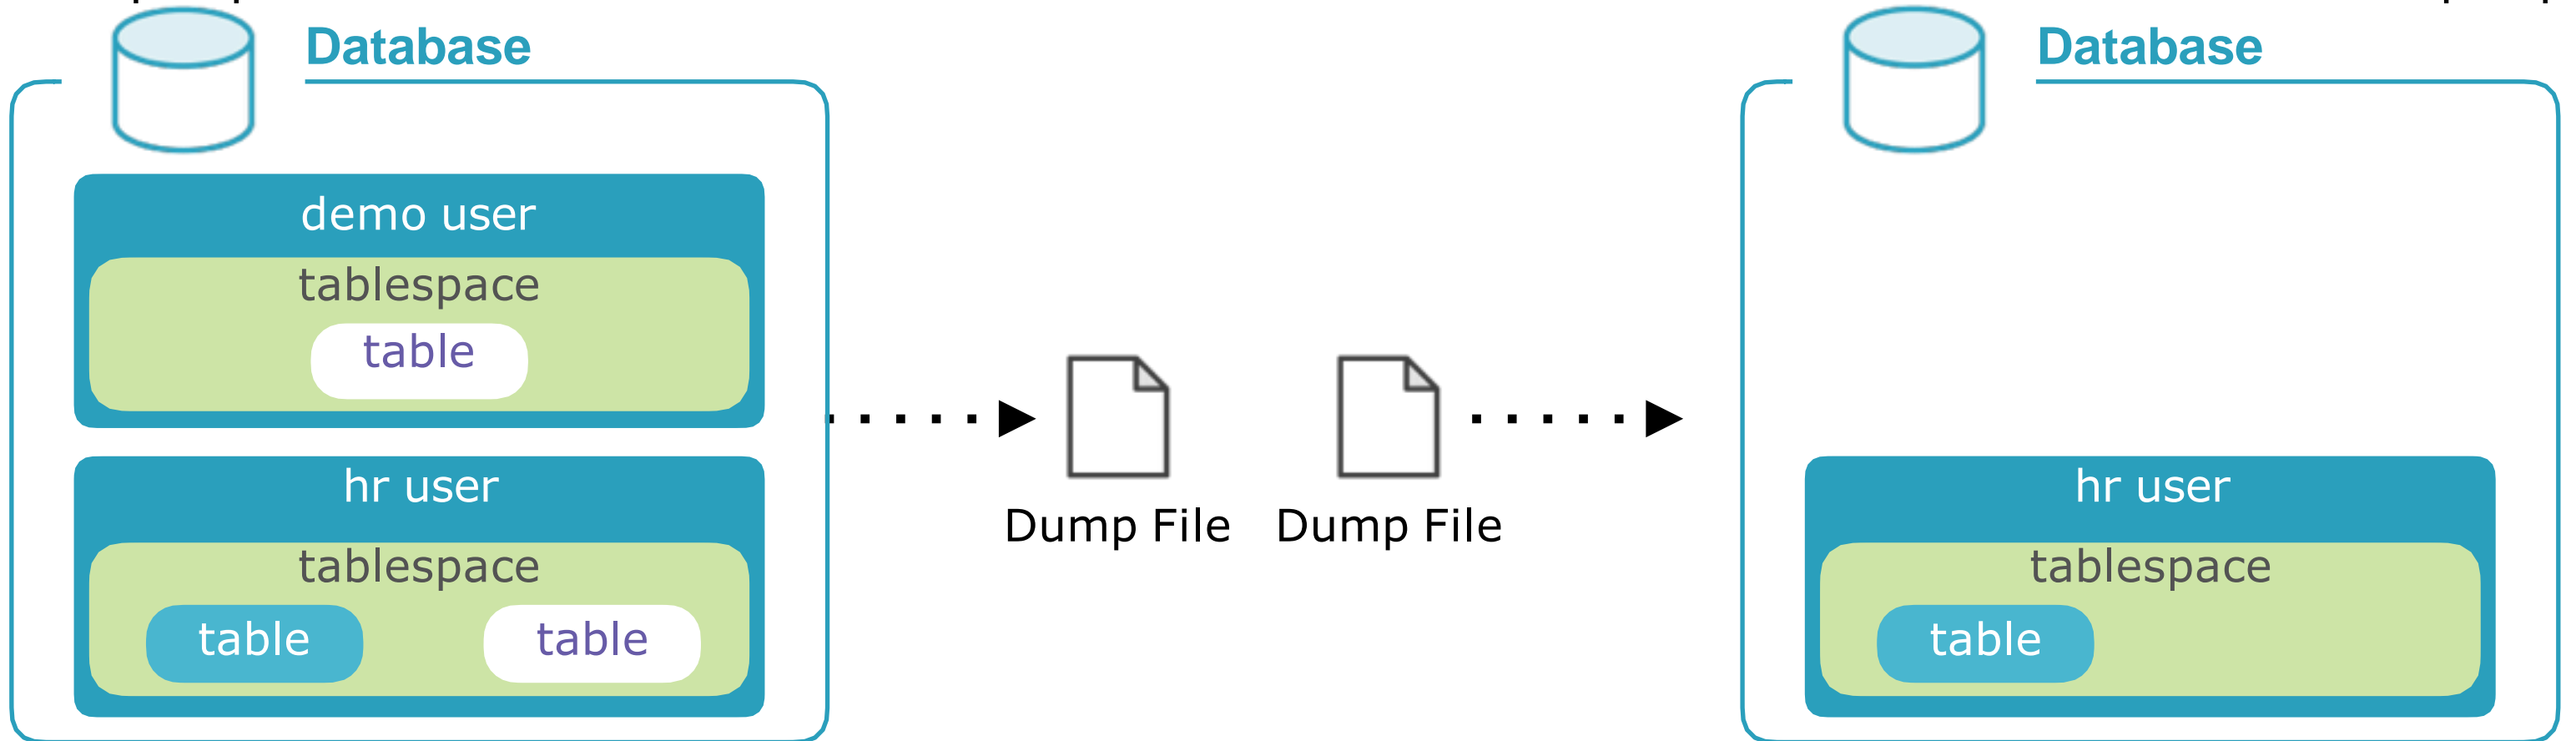 Database
demo user
tablespace
table
hr user
tablespace
table table
Dump File Dump File
Database
hr user
tablespace
table